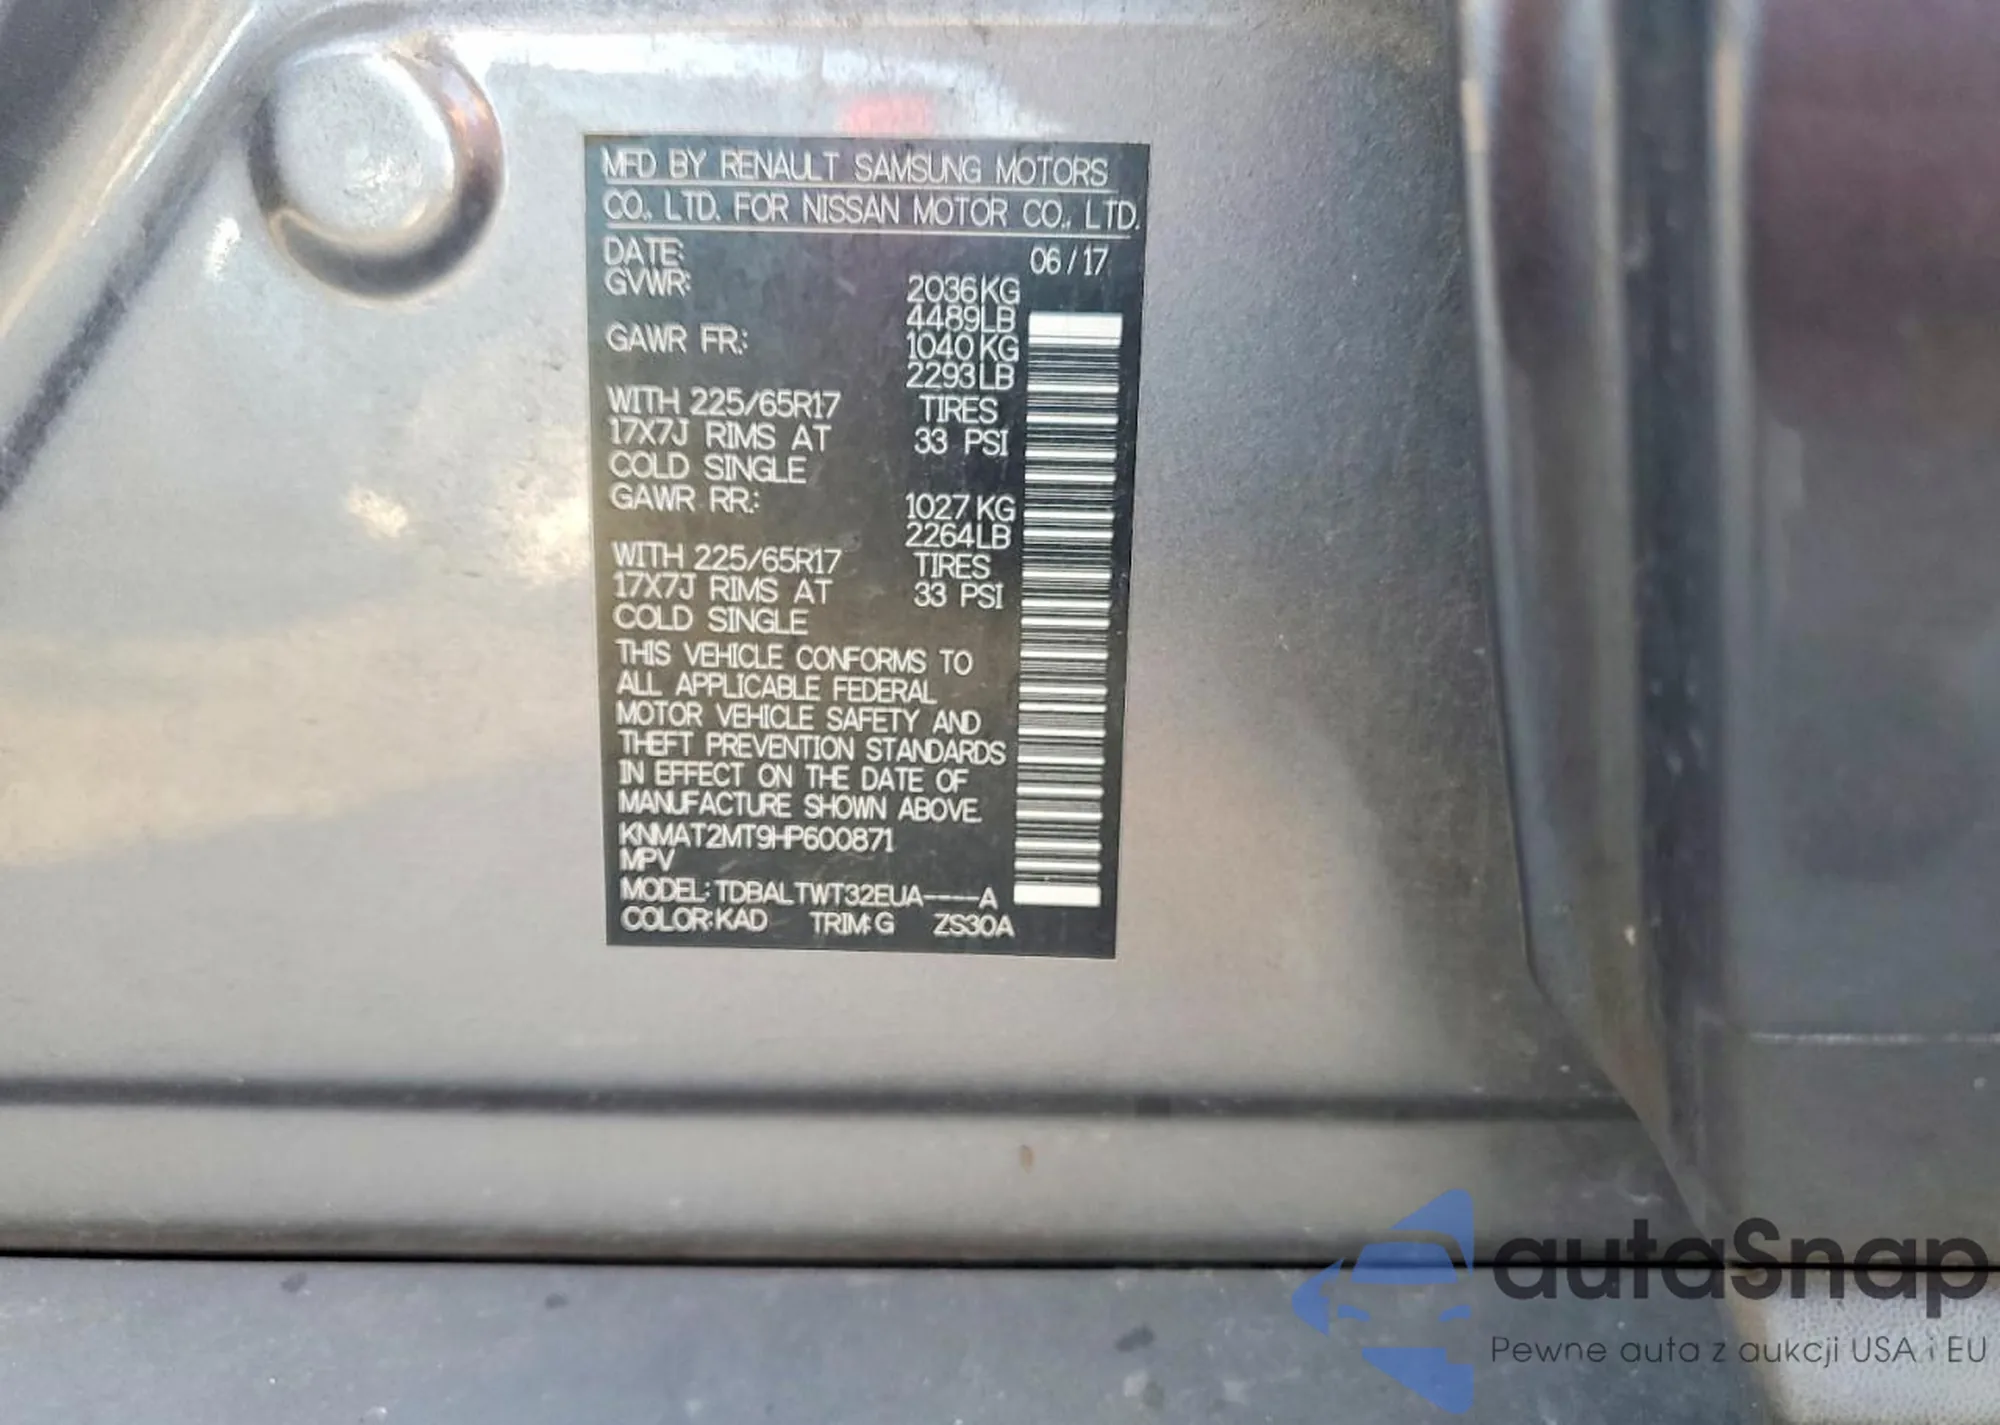 MFD BY RENAULT SAMSUNG MOTORS
CO., LTD. FOR NISSAN MOTOR CO., LTD.
DATE: 06/17
GVWR: 2036KG
4489LB
GAWR FR.: 1040KG
2293LB
WITH 225/65R17 TIRES
17X7J RIMS AT 33 PSI
COLD SINGLE
GAWR RR.: 1027KG
2264LB
WITH 225/65R17 TIRES
17X7J RIMS AT 33 PSI
COLD SINGLE
THIS VEHICLE CONFORMS TO
ALL APPLICABLE FEDERAL
MOTOR VEHICLE SAFETY AND
THEFT PREVENTION STANDARDS
IN EFFECT ON THE DATE OF
MANUFACTURE SHOWN ABOVE.
KNMAT2MT9HP600871
MPV
MODEL: TDBALTWT32EUA----A
COLOR:KAD TRIM:G ZS30A
autaSnap
Pewne auta z aukcji USA i EU